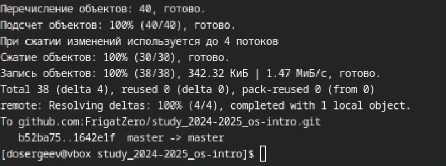 Перечисление объектов: 40, готово.
Подсчет объектов: 100% (40/40), готово.
При сжатии изменений используется до 4 потоков
Сжатие объектов: 100% (30/30), готово.
Запись объектов: 100% (38/38), 342.32 КиБ | 1.47 МиБ/с, готово.
Total 38 (delta 4), reused 0 (delta 0), pack-reused 0 (from 0)
remote: Resolving deltas: 100% (4/4), completed with 1 local object.
To github.com:FrigatZero/study_2024-2025_os-intro.git
b52ba75..1642e1f master -> master
[dosergeev@vbox study_2024-2025_os-intro]$